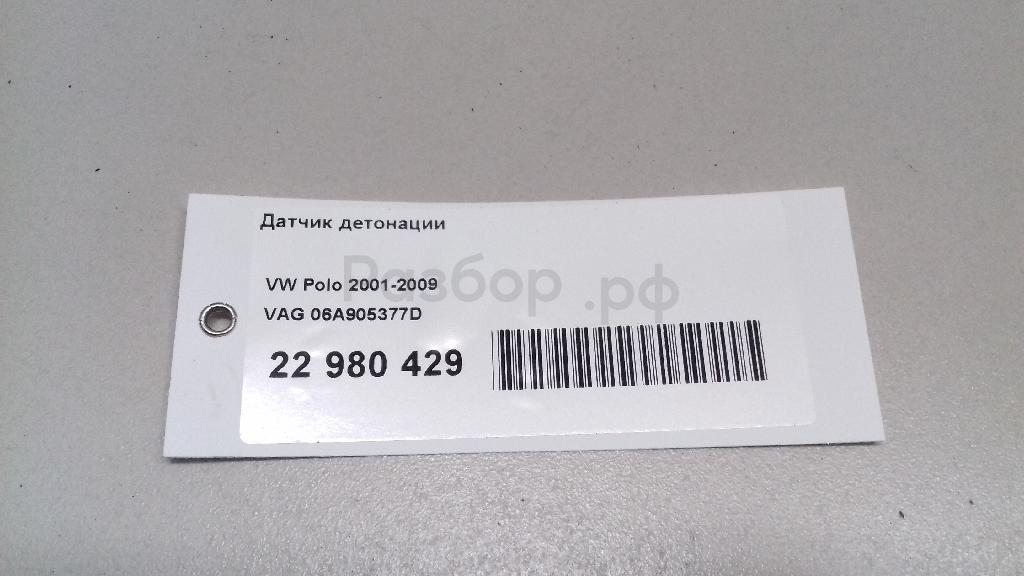 Датчик детонации
VW Polo 2001-2009
VAG 06A905377D
22 980 429
Разбор.рф